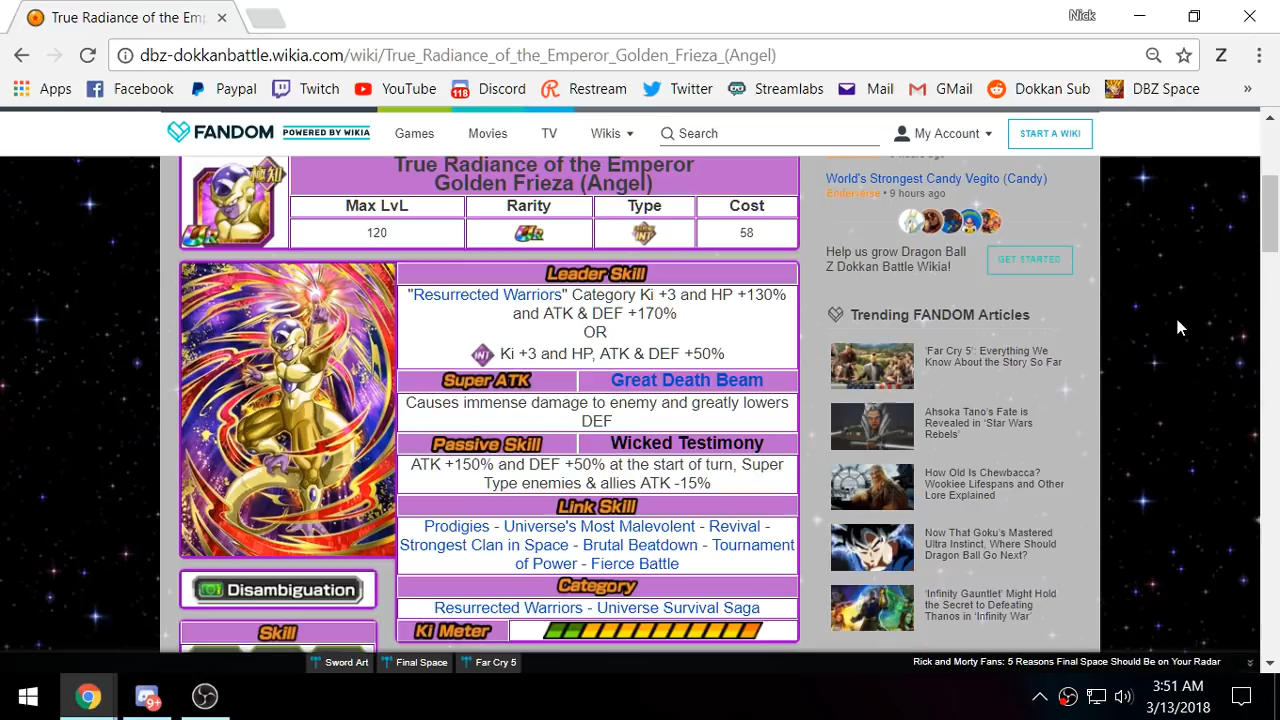 True Radiance of the Emp
Nick
dbz-dokkanbattle.wikia.com/wiki/True_Radiance_of_the_Emperor_Golden_Frieza_(Angel)
Z
Apps Facebook Paypal Twitch YouTube 118 Discord Restream Twitter Streamlabs Mail GMail Dokkan Sub DBZ Space »
FANDOM POWERED BY WIKIA Games Movies TV Wikis Search My Account START A WIKI
True Radiance of the Emperor
Golden Frieza (Angel)
Max LvL Rarity Type Cost
120 UR INT 58
Leader Skill
"Resurrected Warriors" Category Ki +3 and HP +130%
and ATK & DEF +170%
OR
INT Ki +3 and HP, ATK & DEF +50%
Super ATK Great Death Beam
Causes immense damage to enemy and greatly lowers
DEF
Passive Skill Wicked Testimony
ATK +150% and DEF +50% at the start of turn, Super
Type enemies & allies ATK -15%
Link Skill
Prodigies - Universe's Most Malevolent - Revival -
Strongest Clan in Space - Brutal Beatdown - Tournament
of Power - Fierce Battle
Category
Resurrected Warriors - Universe Survival Saga
Ki Meter
Disambiguation
Skill
World's Strongest Candy Vegito (Candy)
Enderverse • 9 hours ago
Help us grow Dragon Ball
Z Dokkan Battle Wikia!
GET STARTED
Trending FANDOM Articles
'Far Cry 5': Everything We
Know About the Story So Far
Ahsoka Tano's Fate is
Revealed in 'Star Wars
Rebels'
How Old Is Chewbacca?
Wookiee Lifespans and Other
Lore Explained
Now That Goku's Mastered
Ultra Instinct, Where Should
Dragon Ball Go Next?
'Infinity Gauntlet' Might Hold
the Secret to Defeating
Thanos in 'Infinity War'
Sword Art Final Space Far Cry 5
Rick and Morty Fans: 5 Reasons Final Space Should Be on Your Radar
9+
3:51 AM
3/13/2018